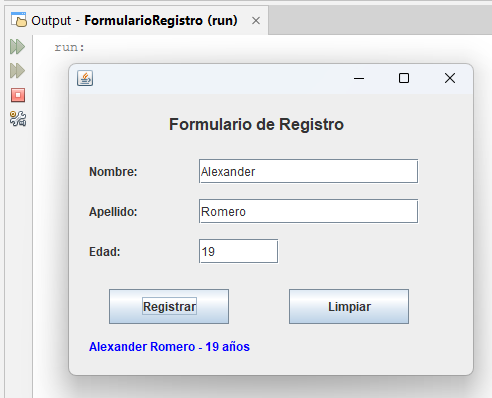 Output - FormularioRegistro (run)
run:
Formulario de Registro
Nombre: Alexander
Apellido: Romero
Edad: 19
Registrar Limpiar
Alexander Romero - 19 años